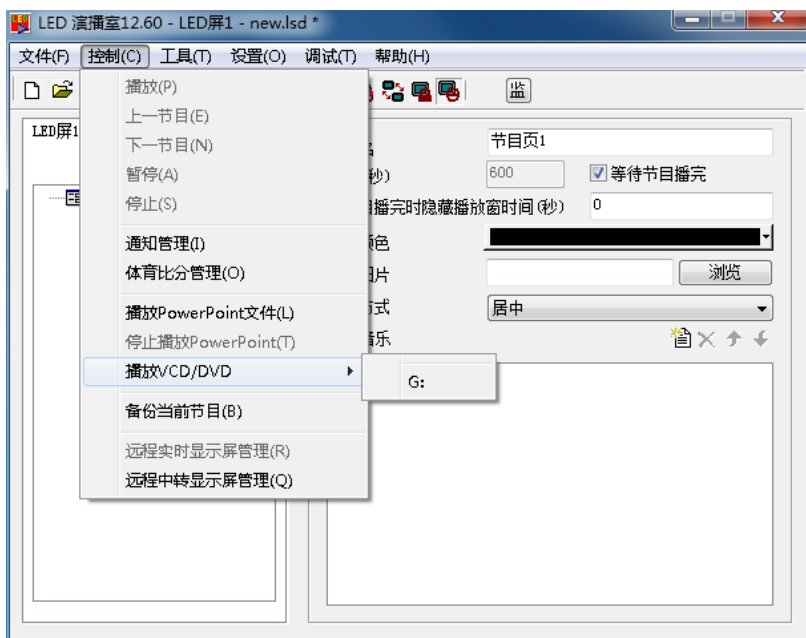 LED 演播室12.60 - LED屏1 - new.lsd *
文件(F) 控制(C) 工具(T) 设置(O) 调试(T) 帮助(H)
监
LED屏1
播放(P)
上一节目(E)
下一节目(N)
暂停(A)
停止(S)
通知管理(I)
体育比分管理(O)
播放PowerPoint文件(L)
停止播放PowerPoint(T)
播放VCD/DVD
G:
备份当前节目(B)
远程实时显示屏管理(R)
远程中转显示屏管理(Q)
节目页1
秒) 600 等待节目播完
播完时隐藏播放窗时间(秒) 0
色
片 浏览
方式 居中
音乐